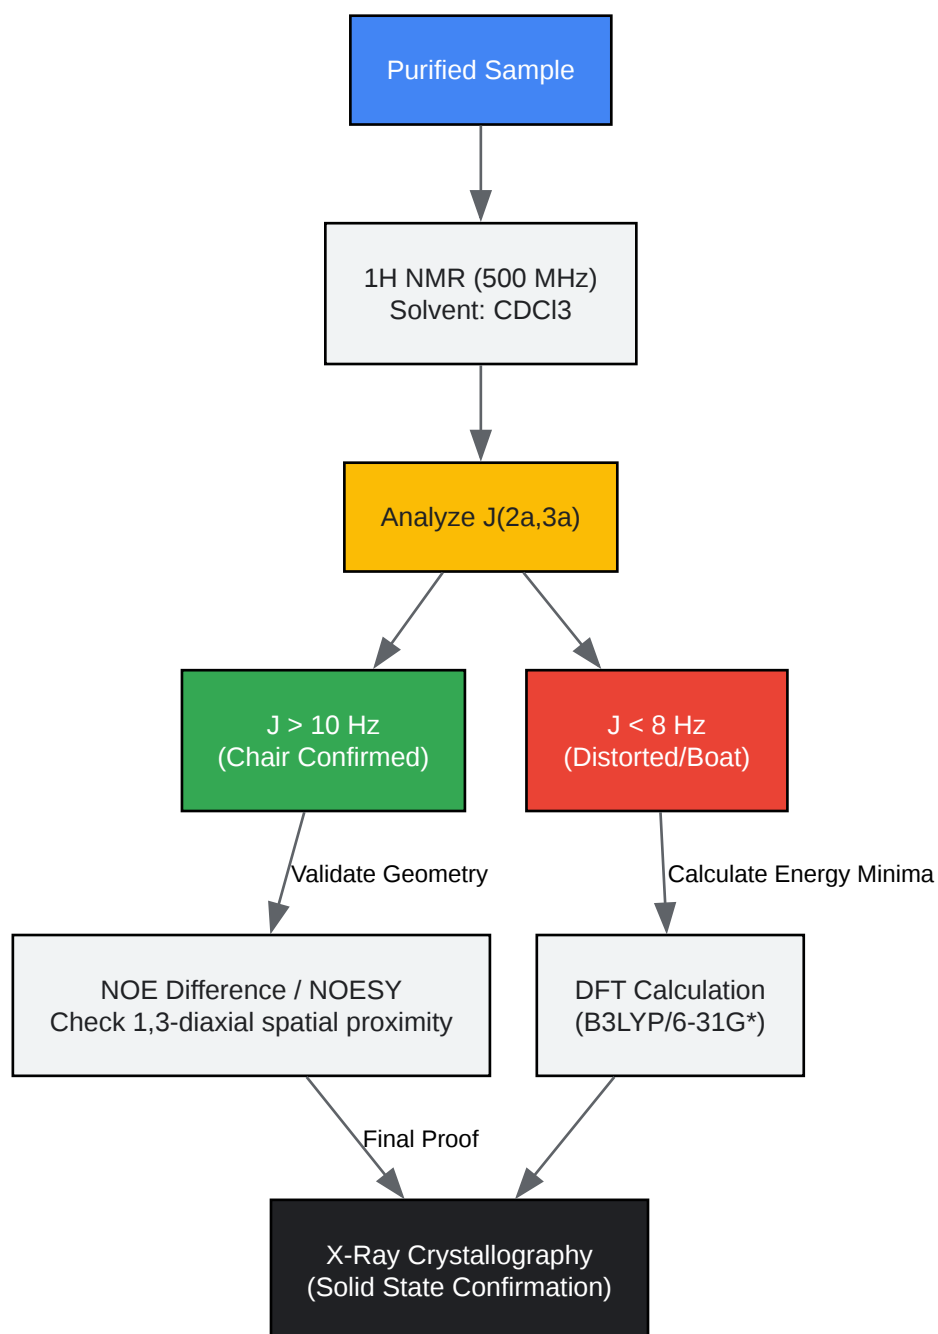 Purified Sample
1H NMR (500 MHz)
Solvent: CDCl3
Analyze J(2a,3a)
J > 10 Hz
(Chair Confirmed)
J < 8 Hz
(Distorted/Boat)
Validate Geometry
Calculate Energy Minima
NOE Difference / NOESY
Check 1,3-diaxial spatial proximity
DFT Calculation
(B3LYP/6-31G*)
Final Proof
X-Ray Crystallography
(Solid State Confirmation)